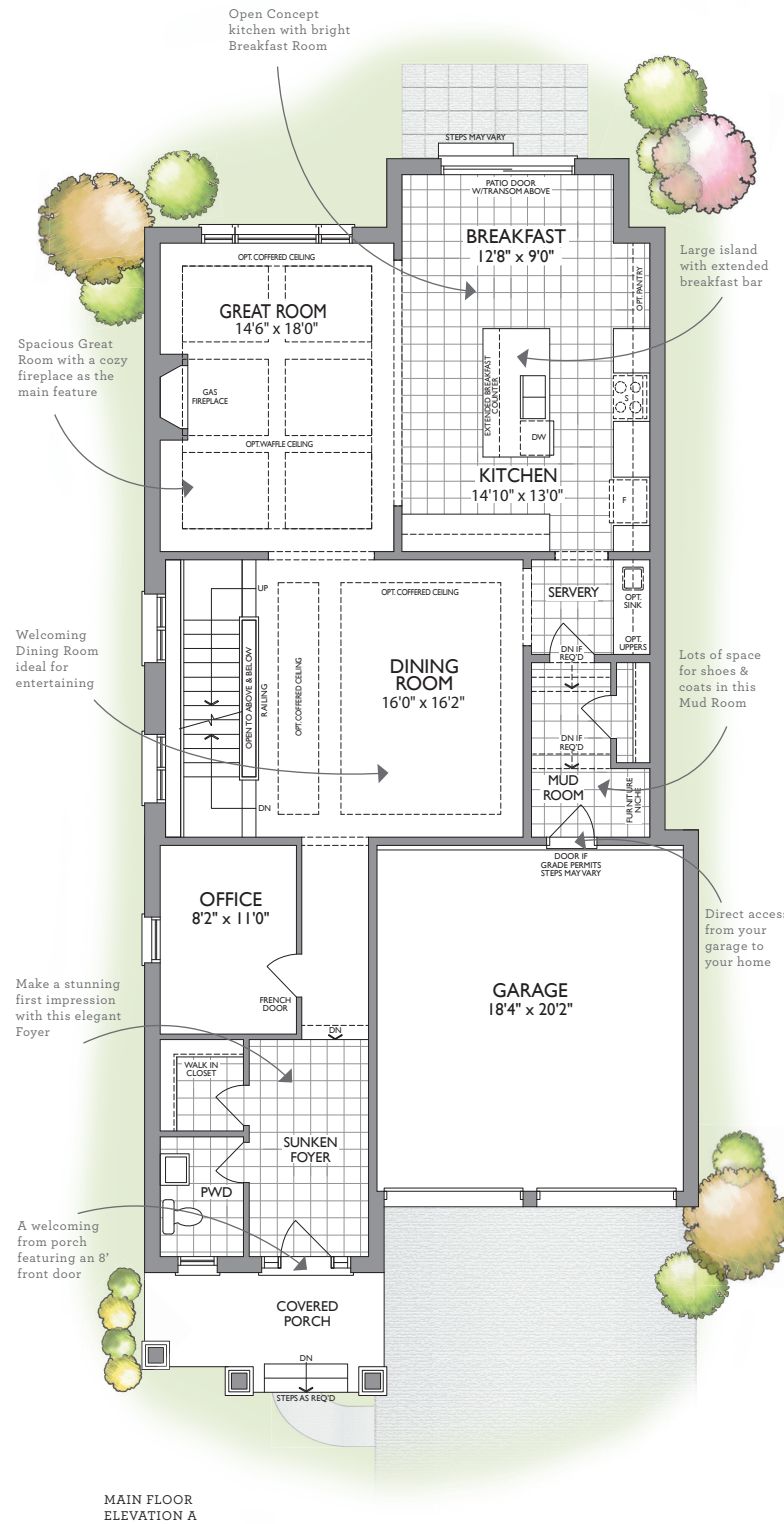 Open Concept
kitchen with bright
Breakfast Room
STEPS MAY VARY
PATIO DOOR
W/TRANSOM ABOVE
BREAKFAST
12'8" x 9'0"
OPT. PANTRY
Large island
with extended
breakfast bar
OPT. COFFERED CEILING
GREAT ROOM
14'6" x 18'0"
Spacious Great
Room with a cozy
fireplace as the
main feature
GAS
FIREPLACE
OPT.WAFFLE CEILING
EXTENDED BREAKFAST
COUNTER
S
DW
KITCHEN
14'10" x 13'0"
F
UP
OPT. COFFERED CEILING
SERVERY
OPT.
SINK
OPT.
UPPERS
Welcoming
Dining Room
ideal for
entertaining
OPEN TO ABOVE & BELOW
RAILING
OPT.COFFERED CEILING
DINING
ROOM
16'0" x 16'2"
DN IF
REQ'D
Lots of space
for shoes &
coats in this
Mud Room
DN IF
REQ'D
MUD
ROOM
FURNITURE
NICHE
DN
DOOR IF
GRADE PERMITS
STEPS MAY VARY
OFFICE
8'2" x 11'0"
FRENCH
DOOR
Direct access
from your
garage to
your home
Make a stunning
first impression
with this elegant
Foyer
GARAGE
18'4" x 20'2"
DN
WALK IN
CLOSET
SUNKEN
FOYER
PWD
A welcoming
from porch
featuring an 8'
front door
COVERED
PORCH
DN
STEPS AS REQ'D
MAIN FLOOR
ELEVATION A